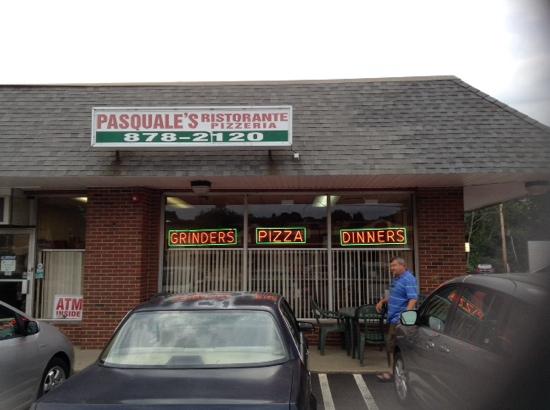 PASQUALE'S RISTORANTE
PIZZERIA
878-2120
GRINDERS PIZZA DINNERS
ATM
INSIDE